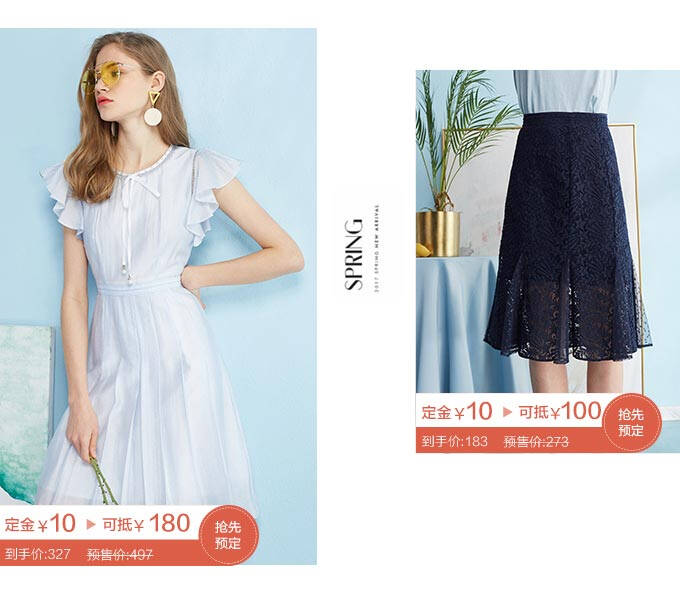 定金¥10 ▶ 可抵¥180
到手价:327 预售价:497
抢先
预定
SPRING
2017 SPRING NEW ARRIVAL
定金¥10 ▶ 可抵¥100
到手价:183 预售价:273
抢先
预定